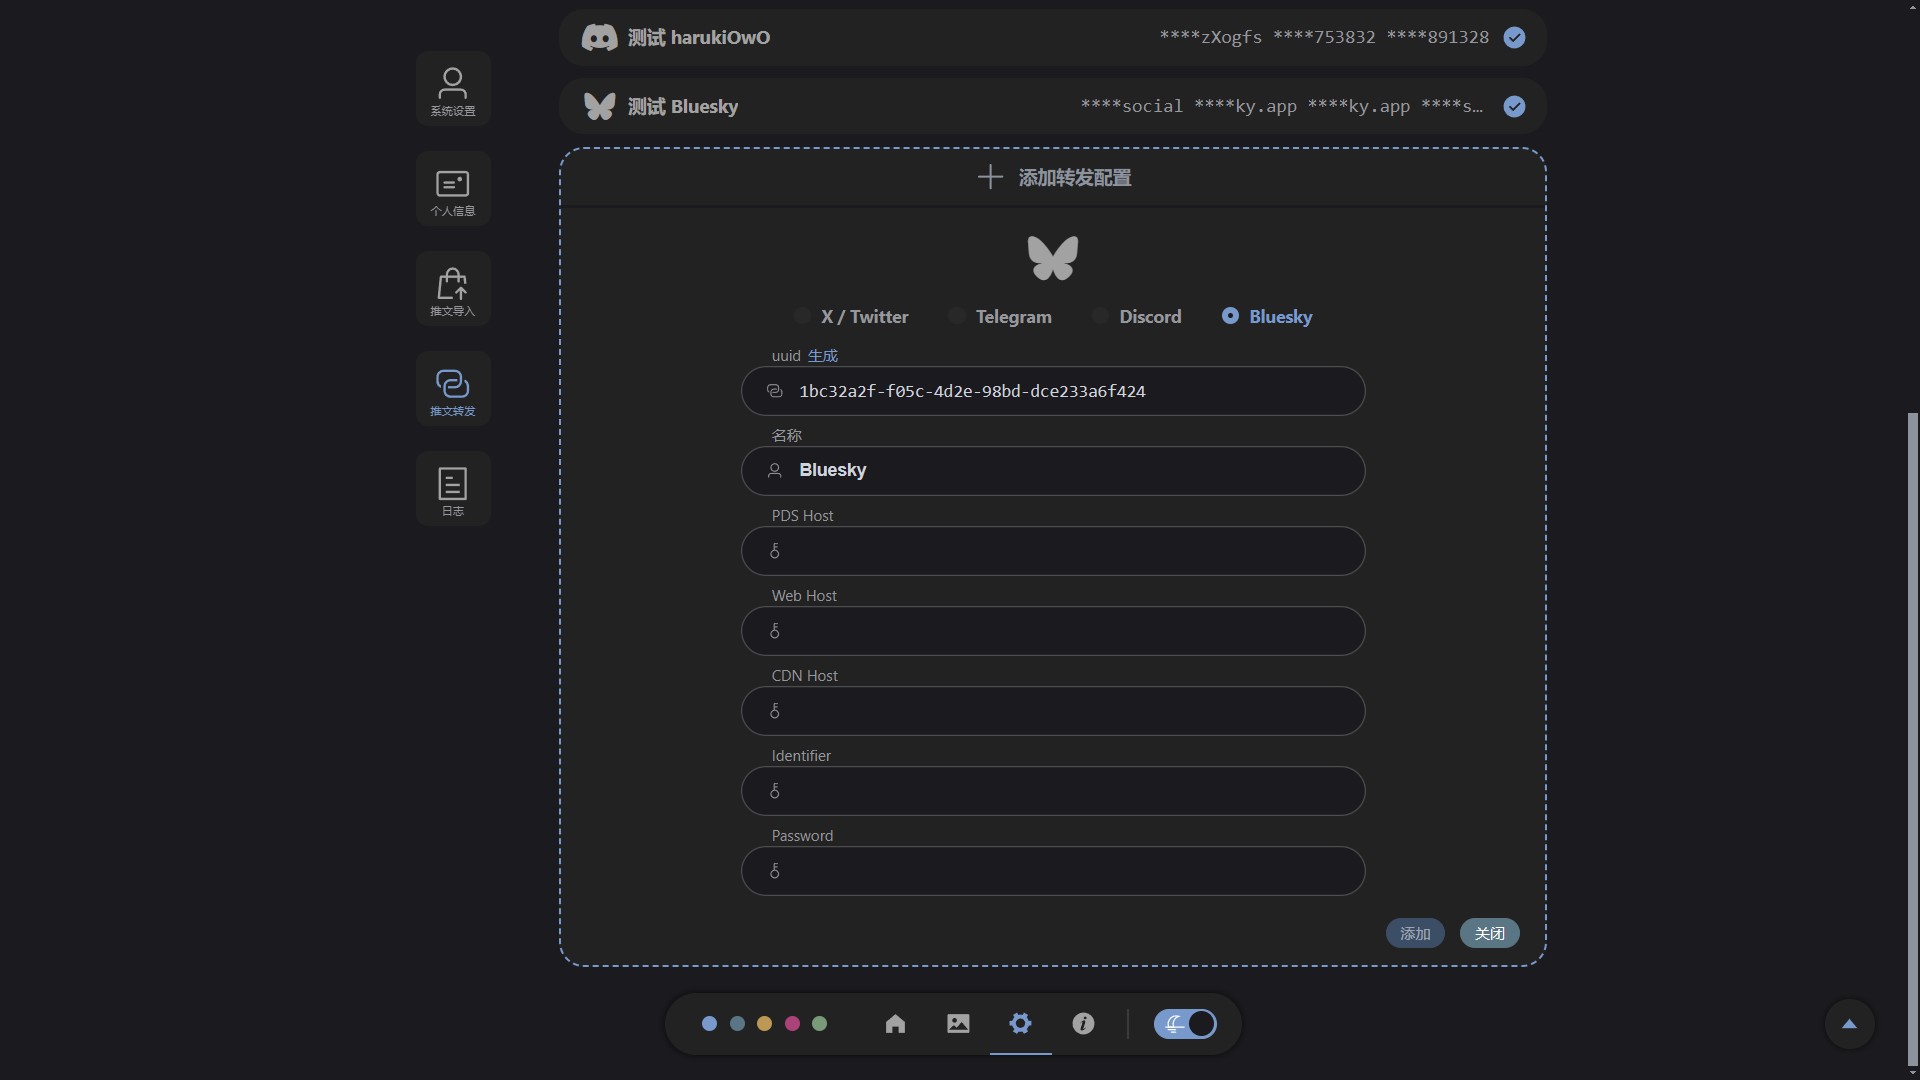 测试 harukiOwO
****zXogfs ****753832 ****891328
测试 Bluesky
****social ****ky.app ****ky.app ****s...
系统设置
个人信息
推文导入
推文转发
日志
添加转发配置
X / Twitter
Telegram
Discord
Bluesky
uuid 生成
1bc32a2f-f05c-4d2e-98bd-dce233a6f424
名称
Bluesky
PDS Host
Web Host
CDN Host
Identifier
Password
添加
关闭